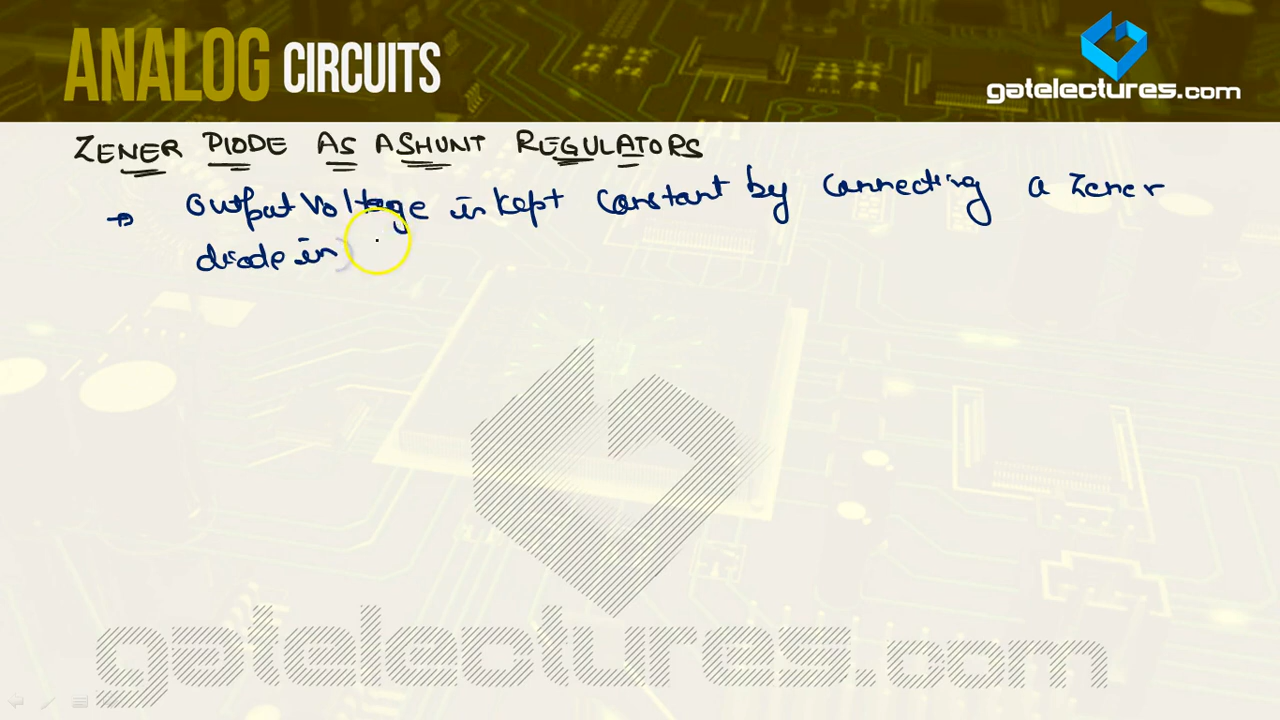 ANALOG CIRCUITS
gatelectures.com
ZENER DIODE AS A SHUNT REGULATORS
→ Output Voltage is kept constant by connecting a Zener
diode in
gatelectures.com